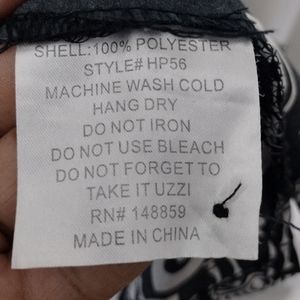 SHELL:100% POLYESTER
STYLE# HP56
MACHINE WASH COLD
HANG DRY
DO NOT IRON
DO NOT USE BLEACH
DO NOT FORGET TO
TAKE IT UZZI
RN# 148859
MADE IN CHINA